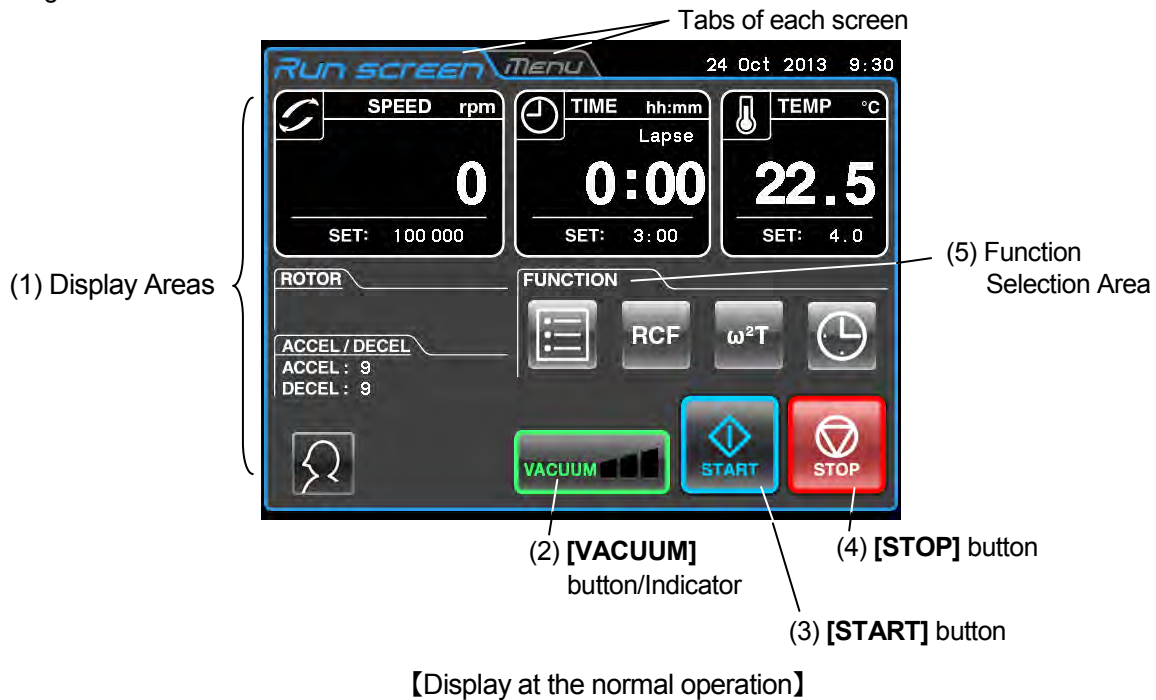 Tabs of each screen
Run screen Menu 24 Oct 2013 9:30
SPEED rpm
0
SET: 100 000
TIME hh:mm
Lapse
0:00
SET: 3:00
TEMP °C
22.5
SET: 4.0
(1) Display Areas
ROTOR
ACCEL / DECEL
ACCEL : 9
DECEL : 9
FUNCTION
RCF ω²T
(5) Function
Selection Area
VACUUM
START
STOP
(2) [VACUUM]
button/Indicator
(4) [STOP] button
(3) [START] button
【Display at the normal operation】